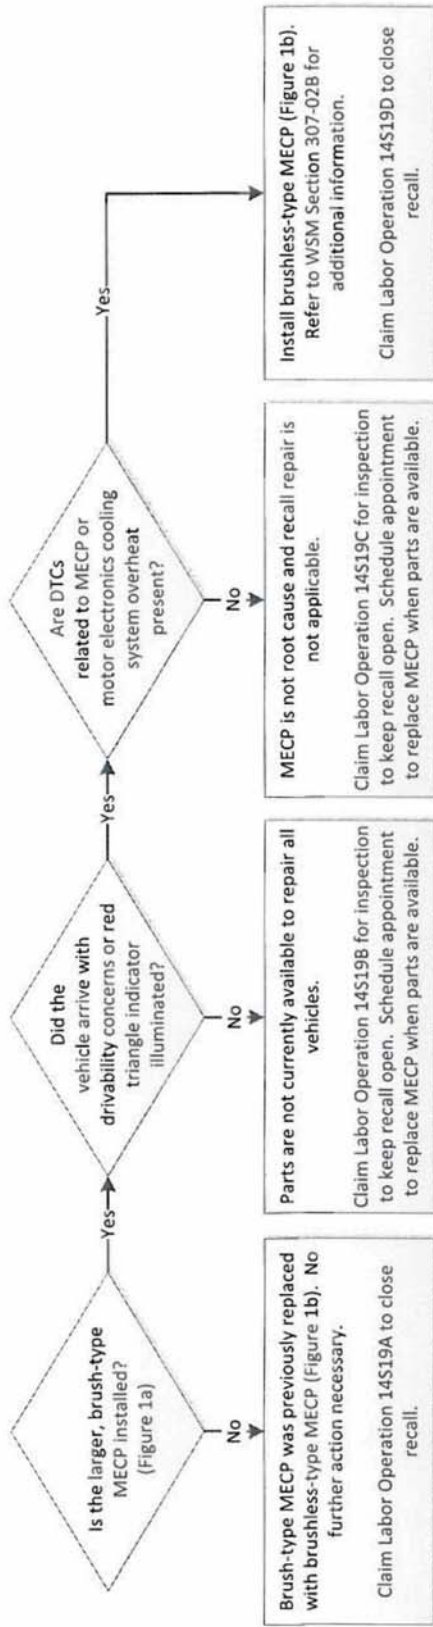 Is the larger, brush-type
MECP installed?
(Figure 1a)
Yes
No
Brush-type MECP was previously replaced
with brushless-type MECP (Figure 1b). No
further action necessary.
Claim Labor Operation 14S19A to close
recall.
Did the
vehicle arrive with
drivability concerns or red
triangle indicator
illuminated?
Yes
No
Parts are not currently available to repair all
vehicles.
Claim Labor Operation 14S19B for inspection
to keep recall open. Schedule appointment
to replace MECP when parts are available.
Are DTCs
related to MECP or
motor electronics cooling
system overheat
present?
Yes
No
MECP is not root cause and recall repair is
not applicable.
Claim Labor Operation 14S19C for inspection
to keep recall open. Schedule appointment
to replace MECP when parts are available.
Install brushless-type MECP (Figure 1b).
Refer to WSM Section 307-02B for
additional information.
Claim Labor Operation 14S19D to close
recall.